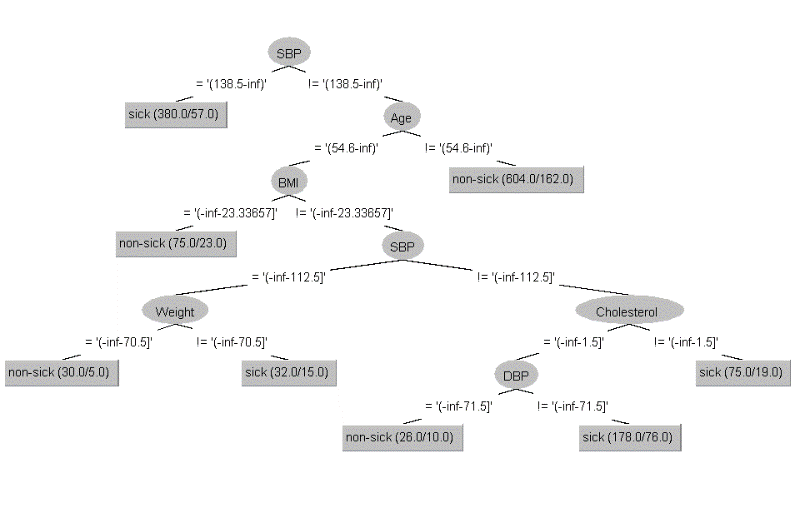 SBP
= '(138.5-inf)' != '(138.5-inf)'
sick (380.0/57.0) Age
= '(54.6-inf)' != '(54.6-inf)'
BMI non-sick (604.0/162.0)
= '(-inf-23.33657]' != '(-inf-23.33657]'
non-sick (75.0/23.0) SBP
= '(-inf-112.5]' != '(-inf-112.5]'
Weight Cholesterol
= '(-inf-70.5]' != '(-inf-70.5]' = '(-inf-1.5]' != '(-inf-1.5]'
non-sick (30.0/5.0) sick (32.0/15.0) DBP sick (75.0/19.0)
= '(-inf-71.5]' != '(-inf-71.5]'
non-sick (26.0/10.0) sick (178.0/76.0)